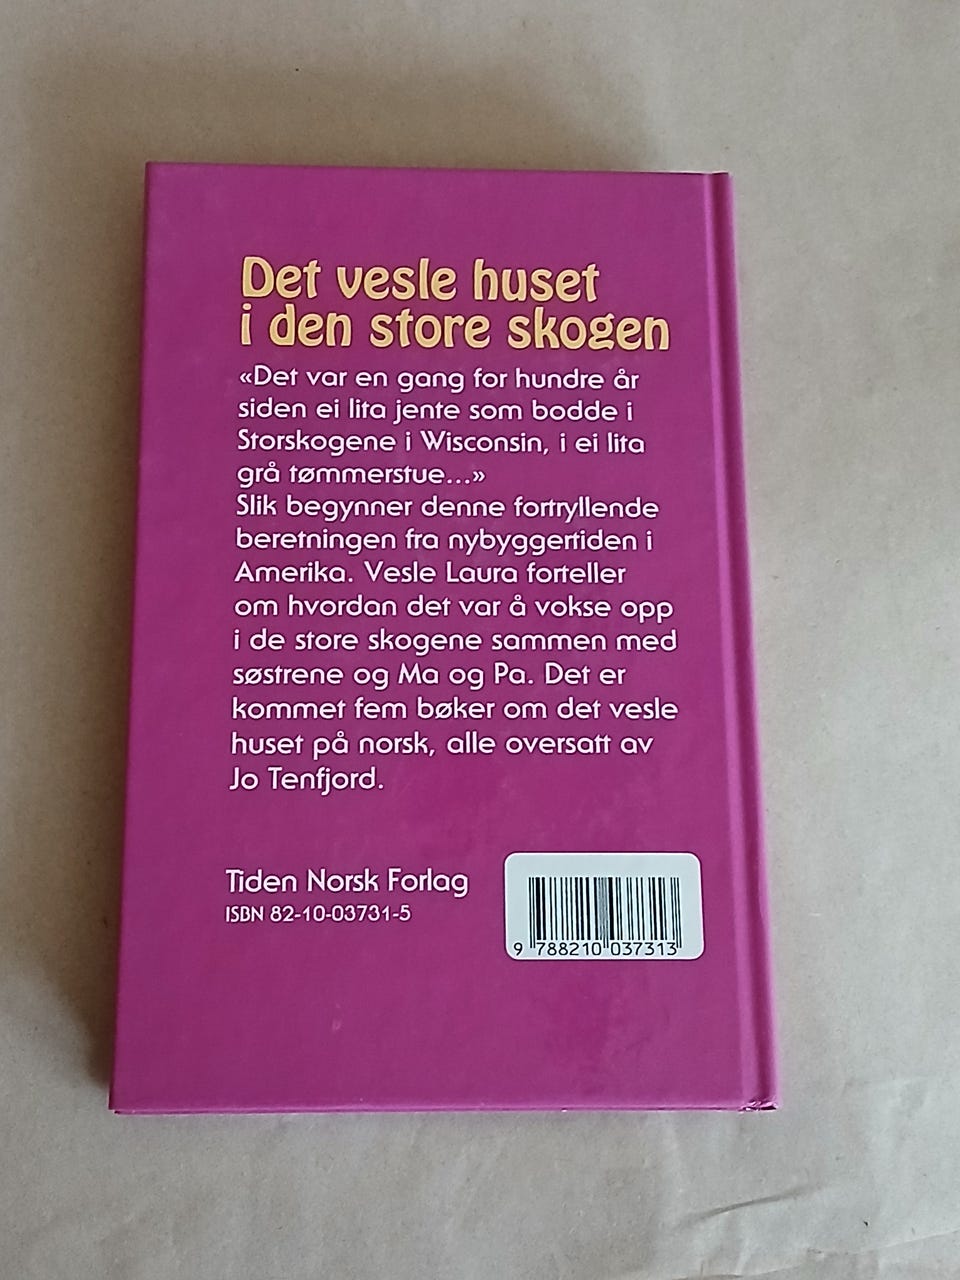 Det vesle huset
i den store skogen
«Det var en gang for hundre år
siden ei lita jente som bodde i
Storskogene i Wisconsin, i ei lita
grå tømmerstue...»
Slik begynner denne fortryllende
beretningen fra nybyggertiden i
Amerika. Vesle Laura forteller
om hvordan det var å vokse opp
i de store skogene sammen med
søstrene og Ma og Pa. Det er
kommet fem bøker om det vesle
huset på norsk, alle oversatt av
Jo Tenfjord.
Tiden Norsk Forlag
ISBN 82-10-03731-5
9 788210 037313